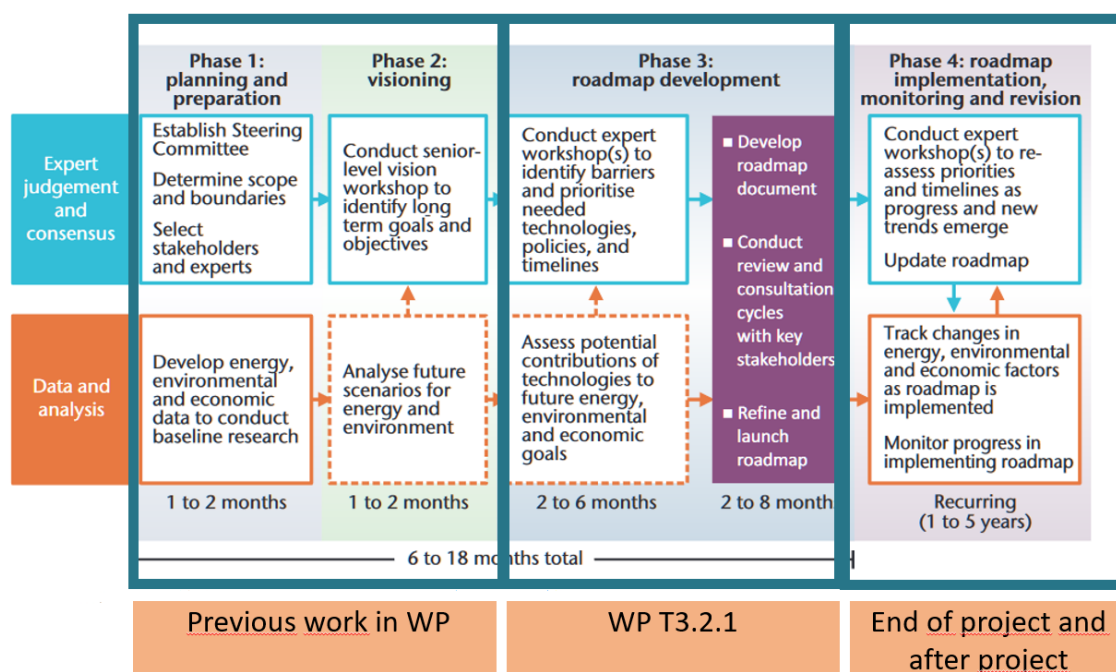 Phase 1:
planning and
preparation
Phase 2:
visioning
Phase 3:
roadmap development
Phase 4: roadmap
implementation,
monitoring and revision
Expert
judgement
and
consensus
Establish Steering
Committee
Determine scope
and boundaries
Select
stakeholders
and experts
Conduct senior-
level vision
workshop to
identify long
term goals and
objectives
Conduct expert
workshop(s) to
identify barriers
and prioritise
needed
technologies,
policies, and
timelines
■ Develop
roadmap
document
■ Conduct
review and
consultation
cycles
with key
stakeholders
■ Refine and
launch
roadmap
Conduct expert
workshop(s) to re-
assess priorities
and timelines as
progress and new
trends emerge
Update roadmap
Data and
analysis
Develop energy,
environmental
and economic
data to conduct
baseline research
Analyse future
scenarios for
energy and
environment
Assess potential
contributions of
technologies to
future energy,
environmental
and economic
goals
Track changes in
energy, environmental
and economic factors
as roadmap is
implemented
Monitor progress in
implementing roadmap
1 to 2 months
1 to 2 months
2 to 6 months
2 to 8 month
Recurring
(1 to 5 years)
6 to 18 months total
Previous work in WP
WP T3.2.1
End of project and
after project